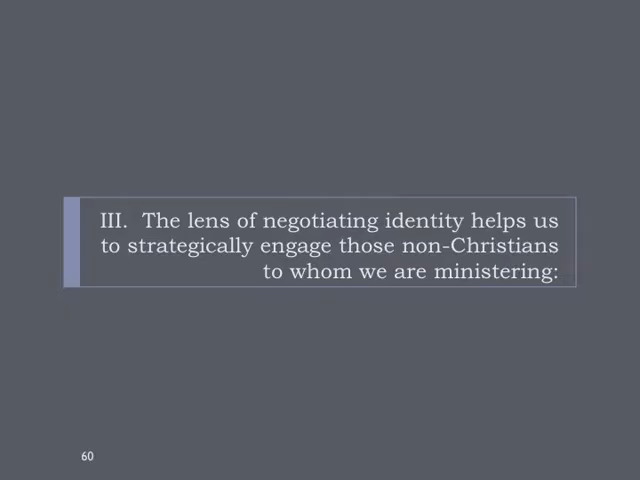 III.  The lens of negotiating identity helps us
to strategically engage those non-Christians
to whom we are ministering:
60